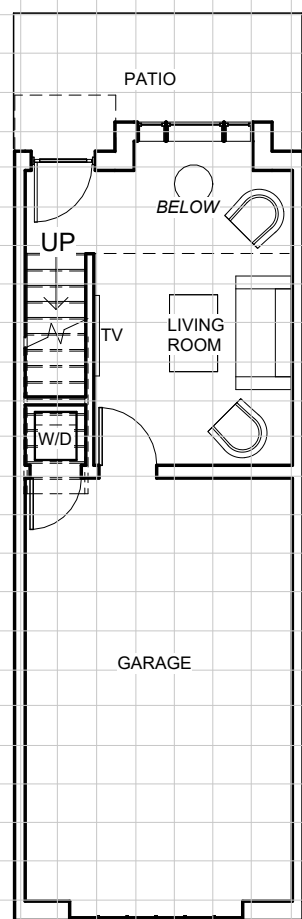 PATIO
BELOW
UP
TV
LIVING
ROOM
W/D
GARAGE